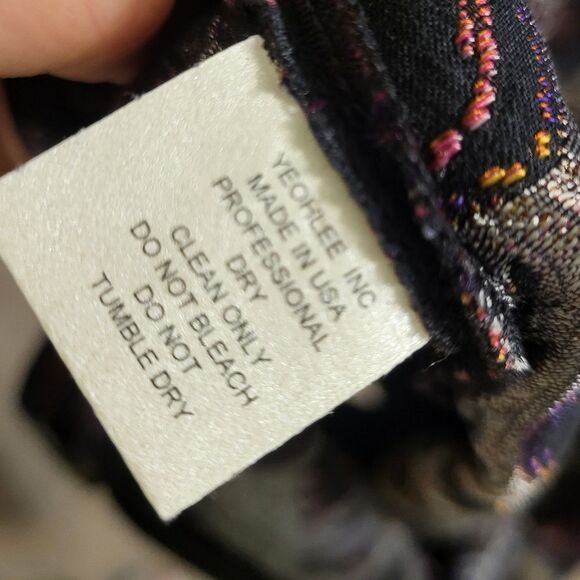 YEOHLEE INC
MADE IN USA
PROFESSIONAL
DRY
CLEAN ONLY
DO NOT BLEACH
DO NOT
TUMBLE DRY